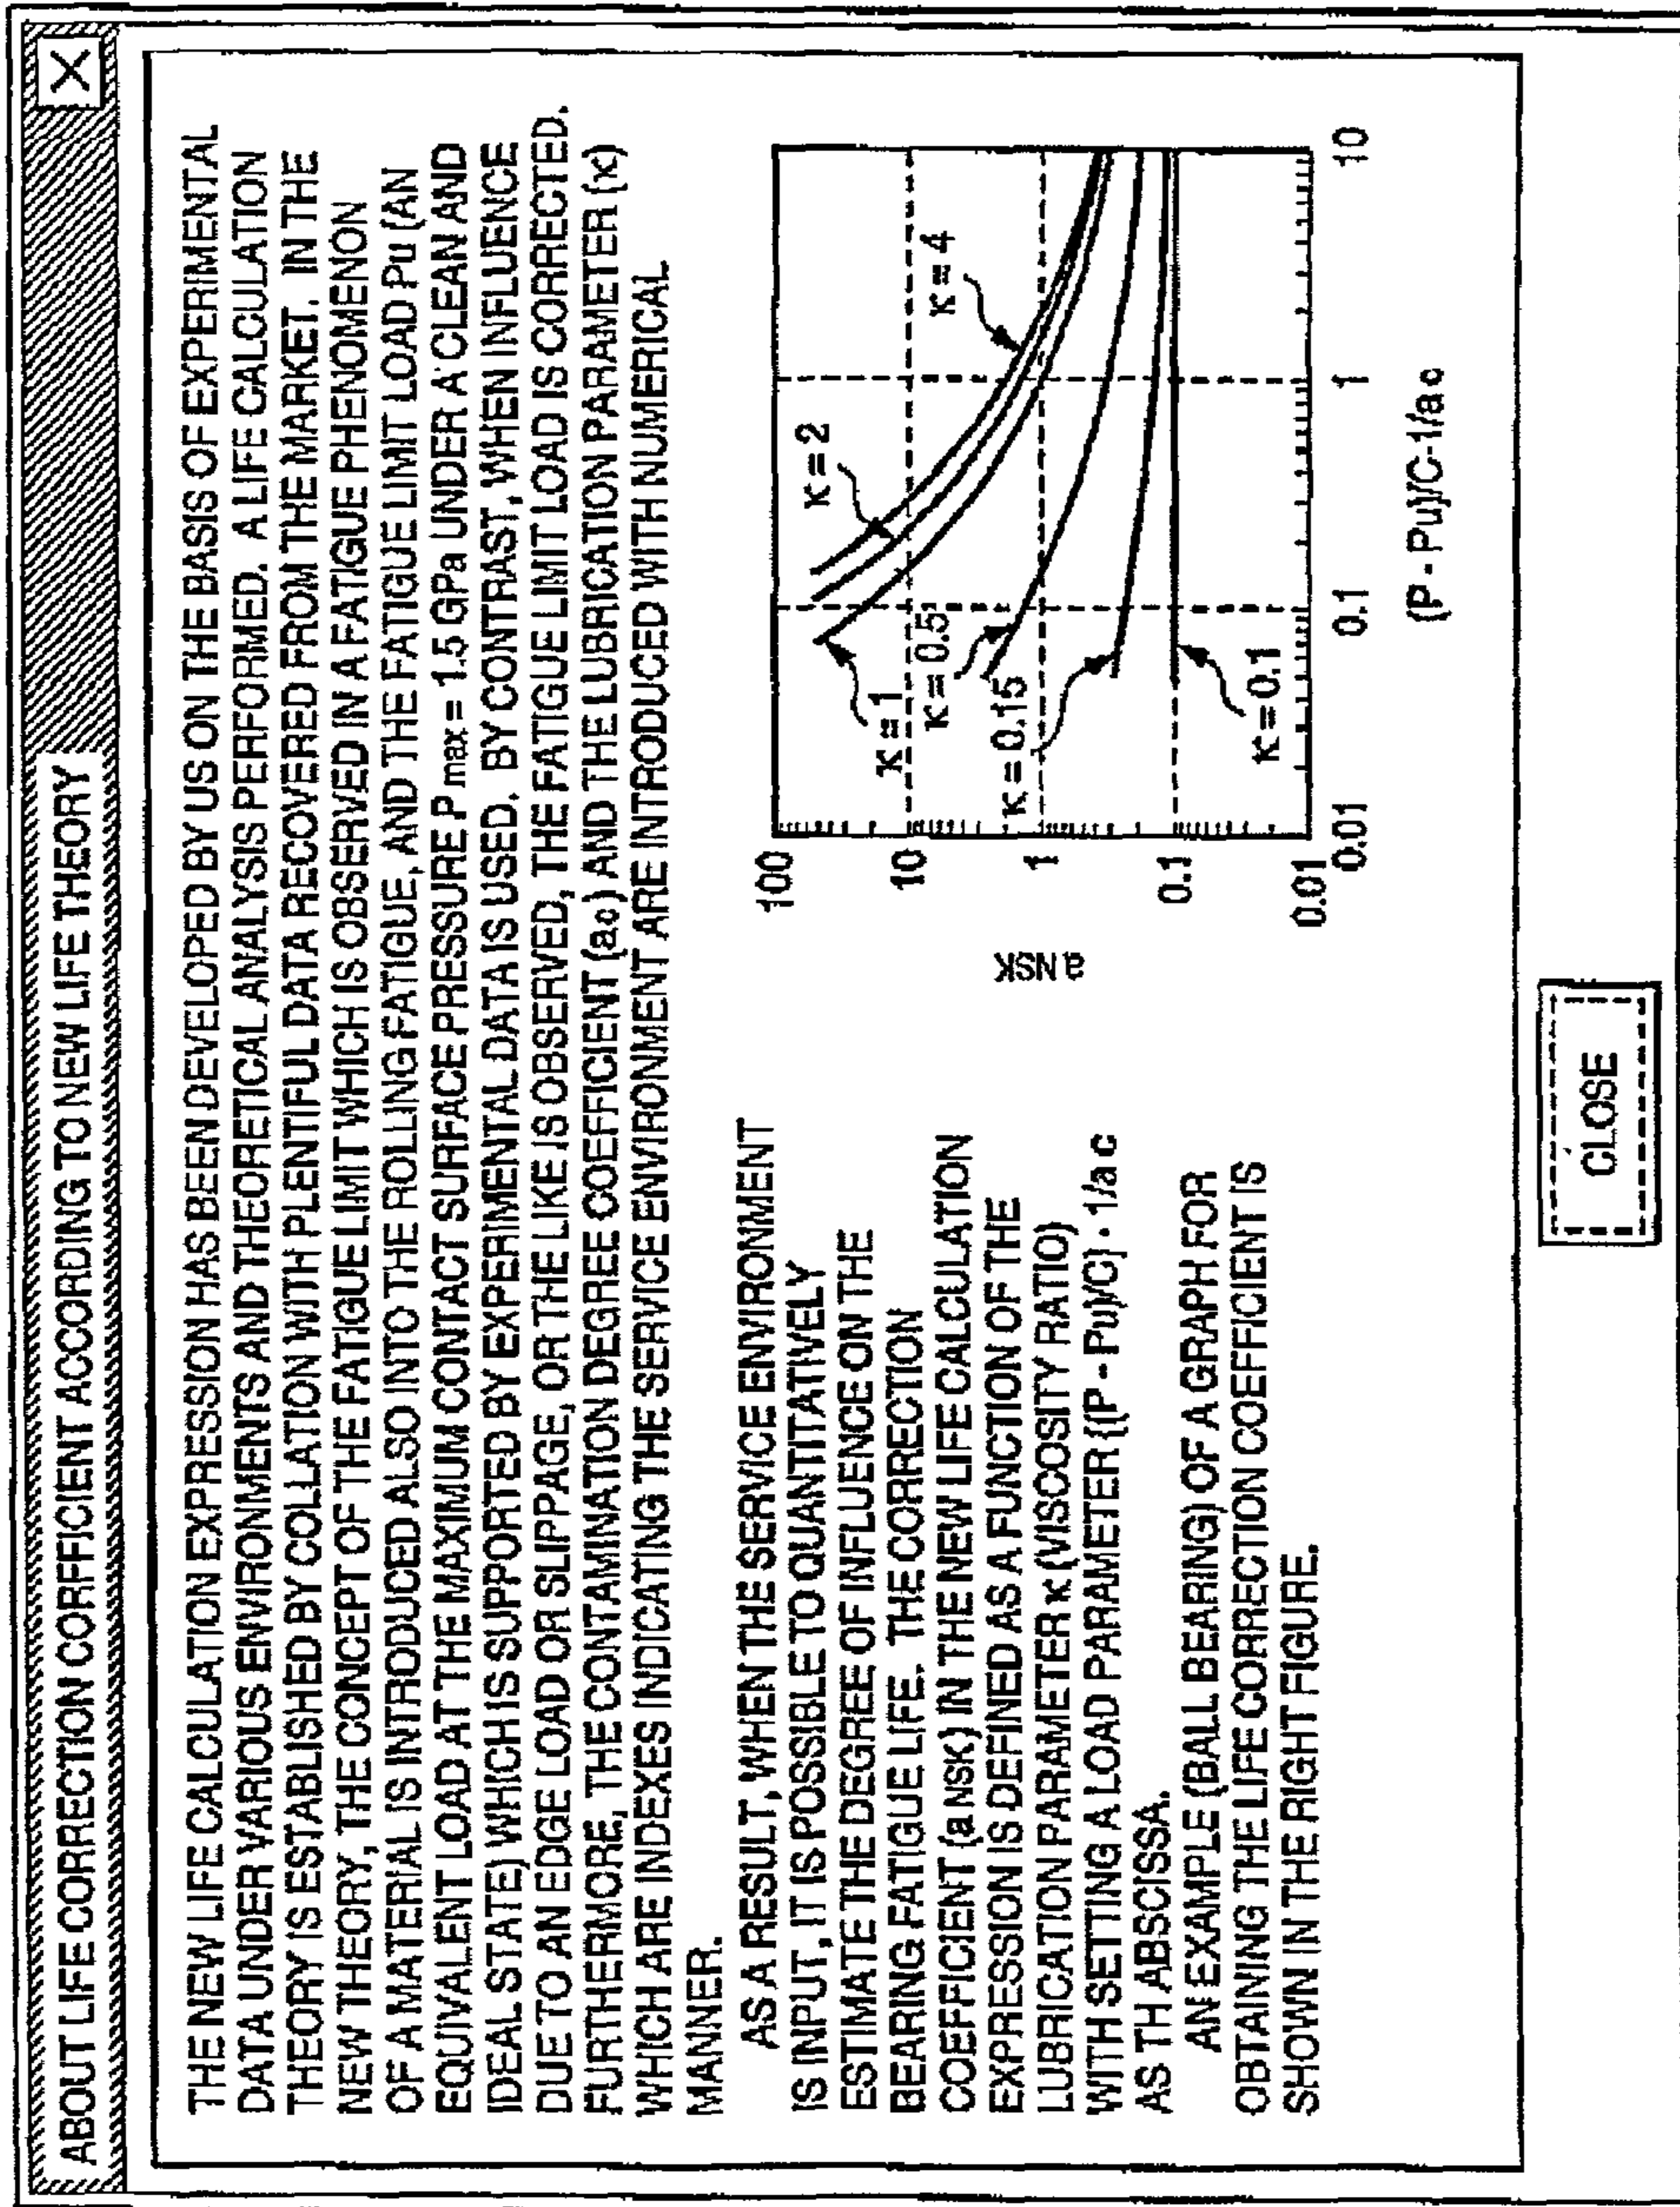 ABOUT LIFE CORRECTION CORFFICIENT ACCORDING TO NEW LIFE THEORY
X
THE NEW LIFE CALCULATION EXPRESSION HAS BEEN DEVELOPED BY US ON THE BASIS OF EXPERIMENTAL
DATA UNDER VARIOUS ENVIRONMENTS AND THEORETICAL ANALYSIS PERFORMED. A LIFE CALCULATION
THEORY IS ESTABLISHED BY COLLATION WITH PLENTIFUL DATA RECOVERED FROM THE MARKET. IN THE
NEW THEORY, THE CONCEPT OF THE FATIGUE LIMIT WHICH IS OBSERVED IN A FATIGUE PHENOMENON
OF A MATERIAL IS INTRODUCED ALSO INTO THE ROLLING FATIGUE, AND THE FATIGUE LIMIT LOAD Pu (AN
EQUIVALENT LOAD AT THE MAXIMUM CONTACT SURFACE PRESSURE P max = 1.5 GPa UNDER A CLEAN AND
IDEAL STATE) WHICH IS SUPPORTED BY EXPERIMENTAL DATA IS USED. BY CONTRAST, WHEN INFLUENCE
DUE TO AN EDGE LOAD OR SLIPPAGE, OR THE LIKE IS OBSERVED, THE FATIGUE LIMIT LOAD IS CORRECTED.
FURTHERMORE, THE CONTAMINATION DEGREE COEFFICIENT (ac) AND THE LUBRICATION PARAMETER (κ)
WHICH ARE INDEXES INDICATING THE SERVICE ENVIRONMENT ARE INTRODUCED WITH NUMERICAL
MANNER.
AS A RESULT, WHEN THE SERVICE ENVIRONMENT
IS INPUT, IT IS POSSIBLE TO QUANTITATIVELY
ESTIMATE THE DEGREE OF INFLUENCE ON THE
BEARING FATIGUE LIFE. THE CORRECTION
COEFFICIENT (a NSK) IN THE NEW LIFE CALCULATION
EXPRESSION IS DEFINED AS A FUNCTION OF THE
LUBRICATION PARAMETER κ (VISCOSITY RATIO)
WITH SETTING A LOAD PARAMETER {(P - Pu)/C} · 1/a c
AS TH ABSCISSA.
AN EXAMPLE (BALL BEARING) OF A GRAPH FOR
OBTAINING THE LIFE CORRECTION COEFFICIENT IS
SHOWN IN THE RIGHT FIGURE.
a NSK
100
10
1
0.1
0.01
κ = 2
κ = 4
κ = 1
κ = 0.5
κ = 0.15
κ = 0.1
0.01
0.1
1
10
(P - Pu)/C-1/a c
CLOSE